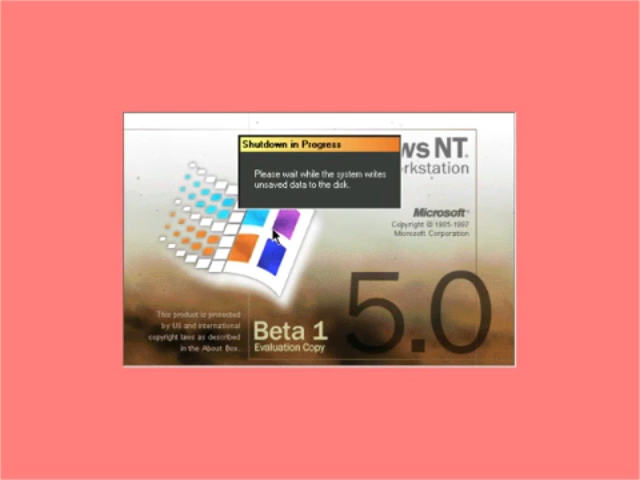 Shutdown in Progress
Please wait while the system writes
unsaved data to the disk.
ws NT.
rkstation
Microsoft
Copyright © 1985-1997
Microsoft Corporation
5.0
This product is protected
by US and international
copyright laws as described
in the About Box.
Beta 1
Evaluation Copy